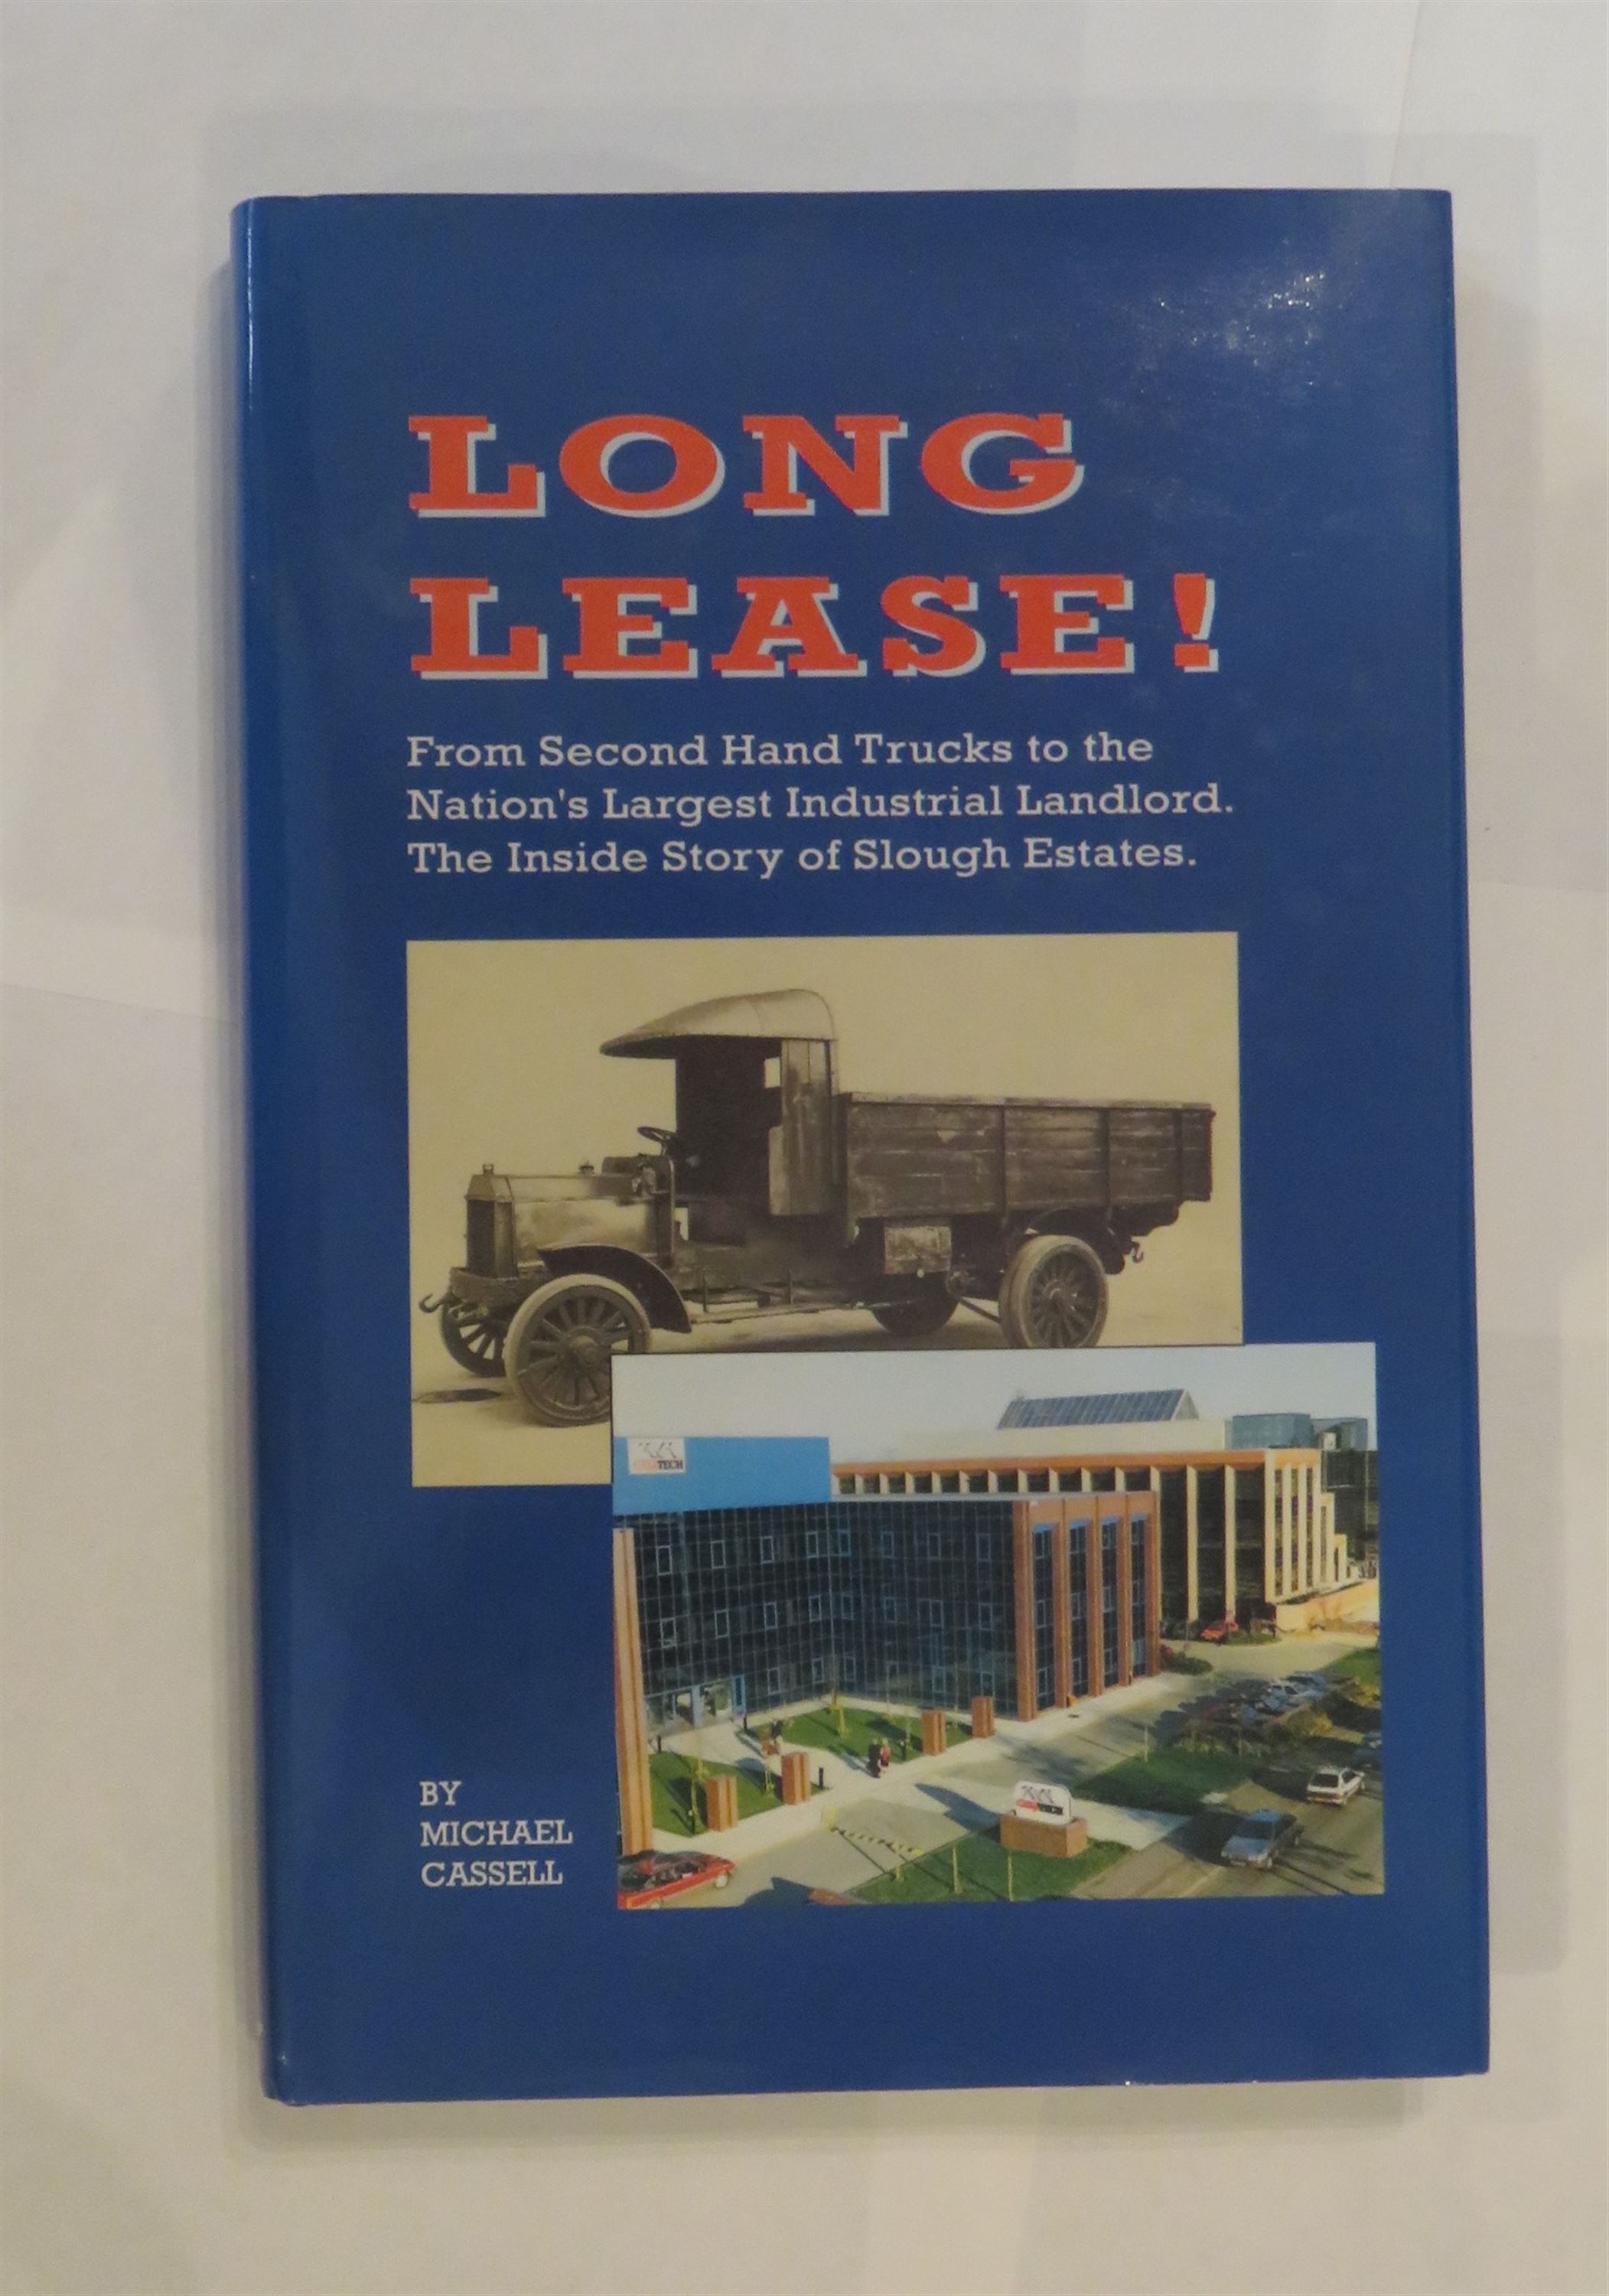 LONG
LEASE!
From Second Hand Trucks to the
Nation's Largest Industrial Landlord.
The Inside Story of Slough Estates.
TECH
BY
MICHAEL
CASSELL